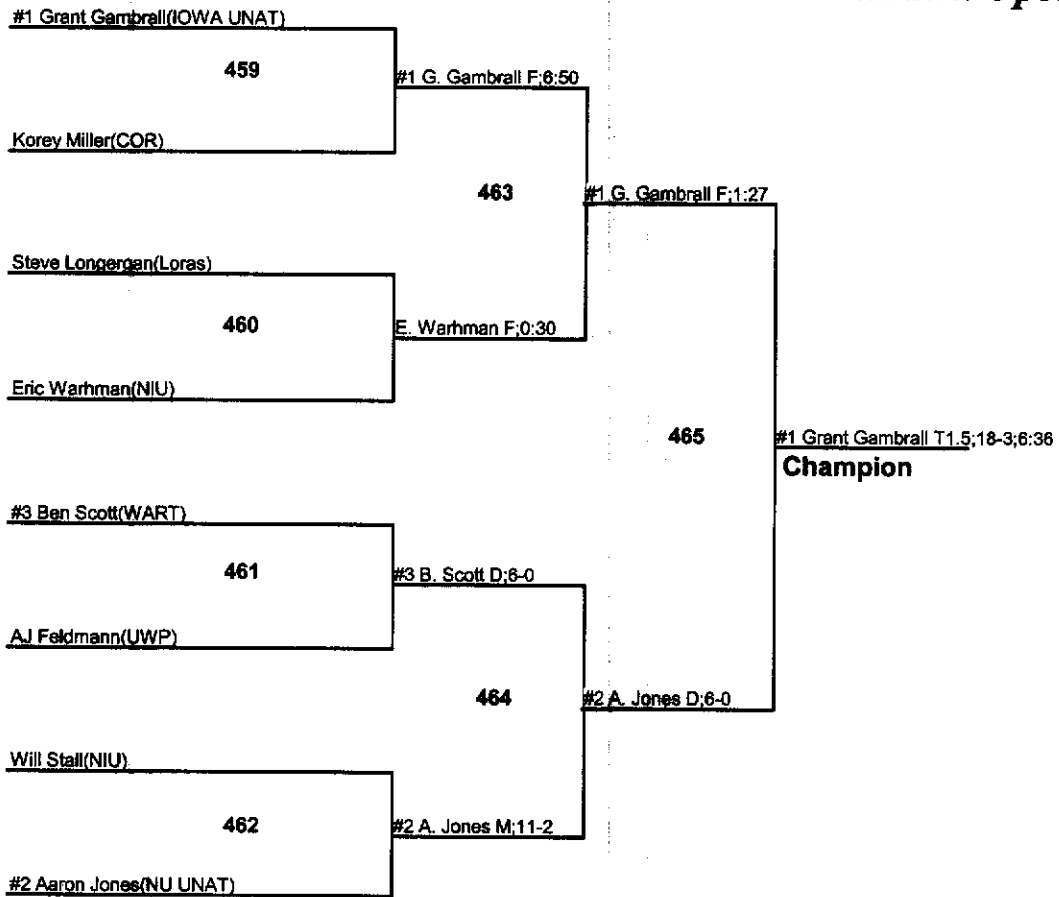 #1 Grant Gambrall(IOWA UNAT)
459
#1 G. Gambrall F;6:50
Korey Miller(COR)
463
#1 G. Gambrall F;1:27
Steve Longergan(Loras)
460
E. Warhman F;0:30
Eric Warhman(NIU)
465
#1 Grant Gambrall T1.5;18-3;6:36
Champion
#3 Ben Scott(WART)
461
#3 B. Scott D;6-0
AJ Feldmann(UWP)
464
#2 A. Jones D;6-0
Will Stall(NIU)
462
#2 A. Jones M;11-2
#2 Aaron Jones(NU UNAT)